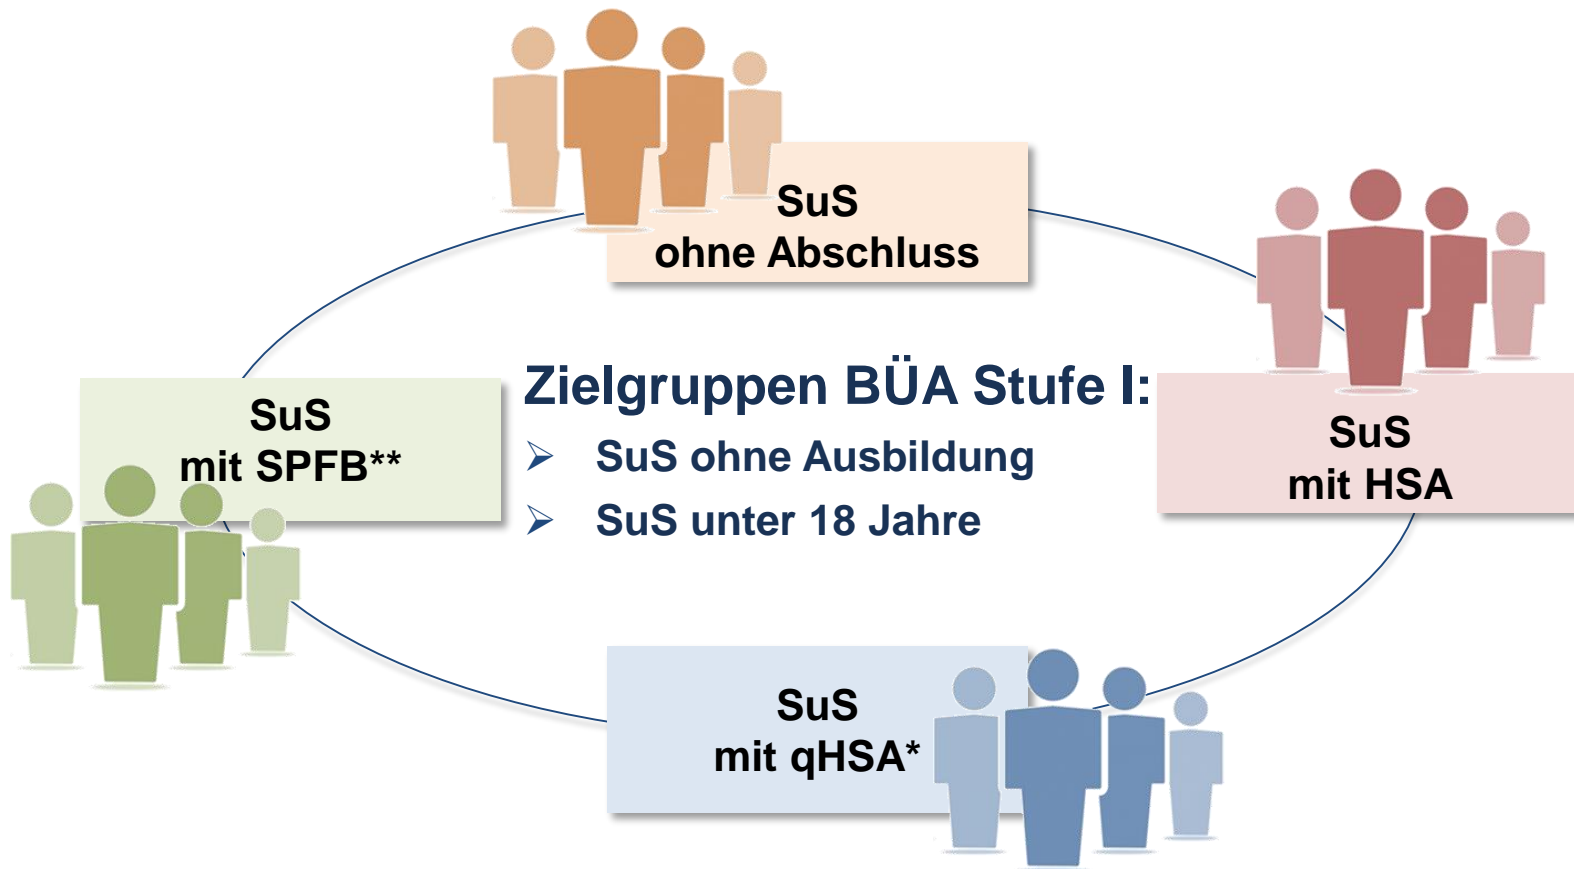 SuS
ohne Abschluss
Zielgruppen BÜA Stufe I:
➢ SuS ohne Ausbildung
➢ SuS unter 18 Jahre
SuS
mit SPFB**
SuS
mit HSA
SuS
mit qHSA*